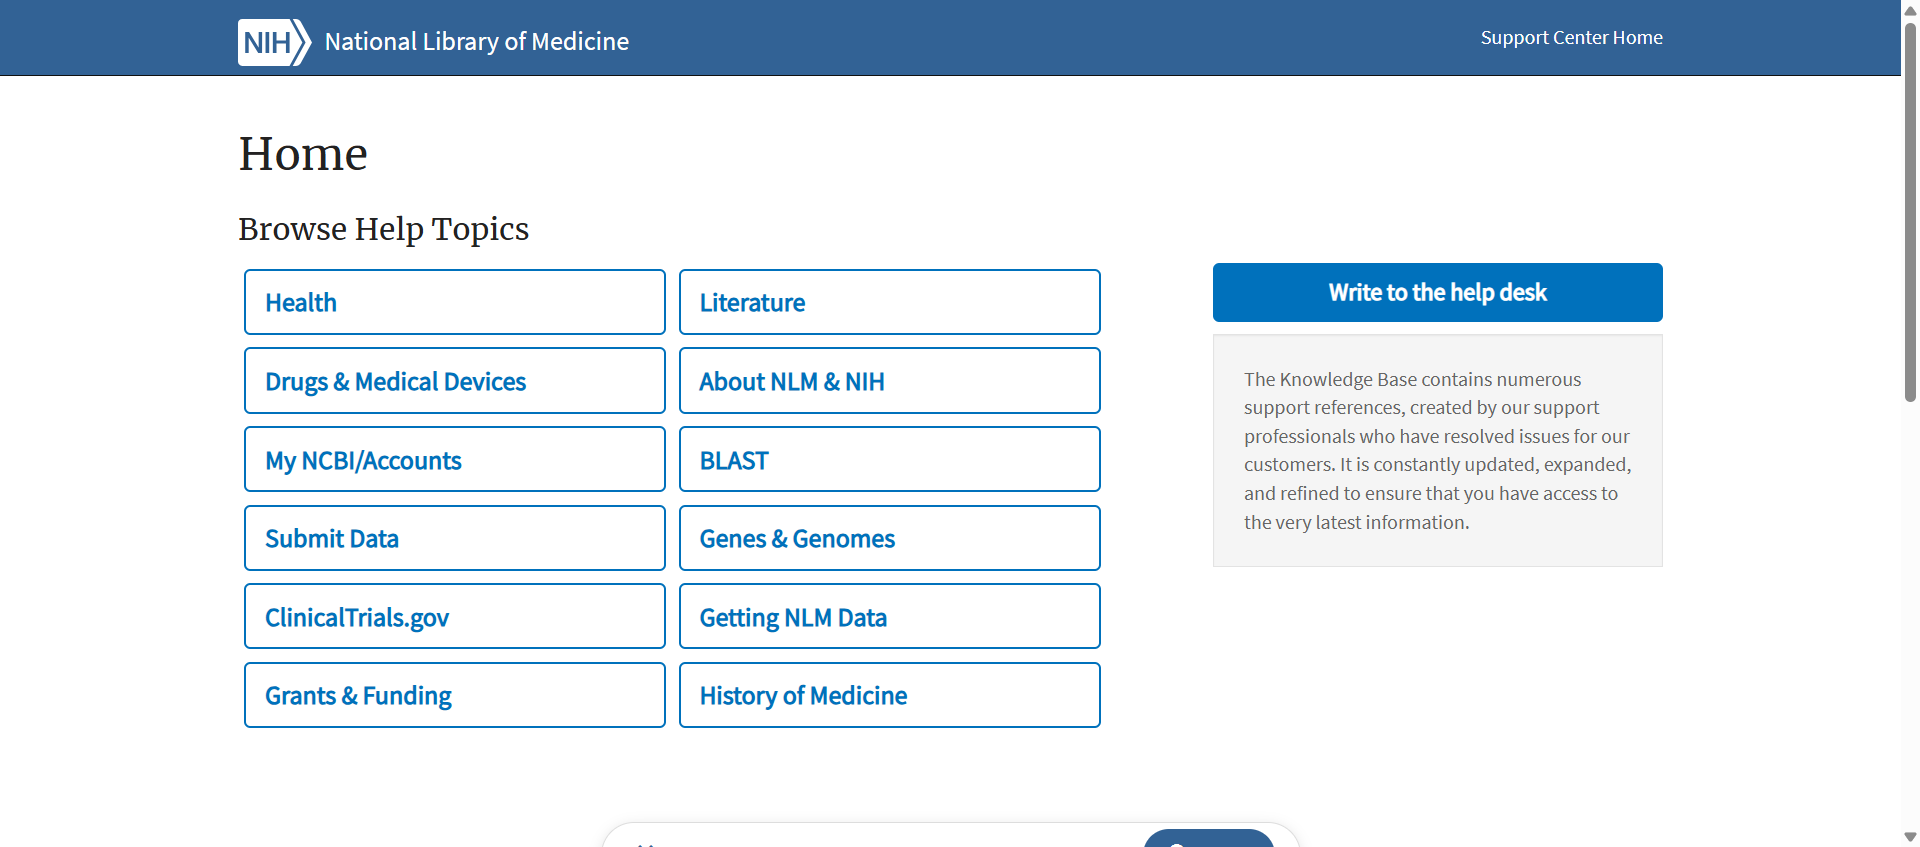 NIH National Library of Medicine
Support Center Home
Home
Browse Help Topics
Health
Literature
Drugs & Medical Devices
About NLM & NIH
My NCBI/Accounts
BLAST
Submit Data
Genes & Genomes
ClinicalTrials.gov
Getting NLM Data
Grants & Funding
History of Medicine
Write to the help desk
The Knowledge Base contains numerous
support references, created by our support
professionals who have resolved issues for our
customers. It is constantly updated, expanded,
and refined to ensure that you have access to
the very latest information.